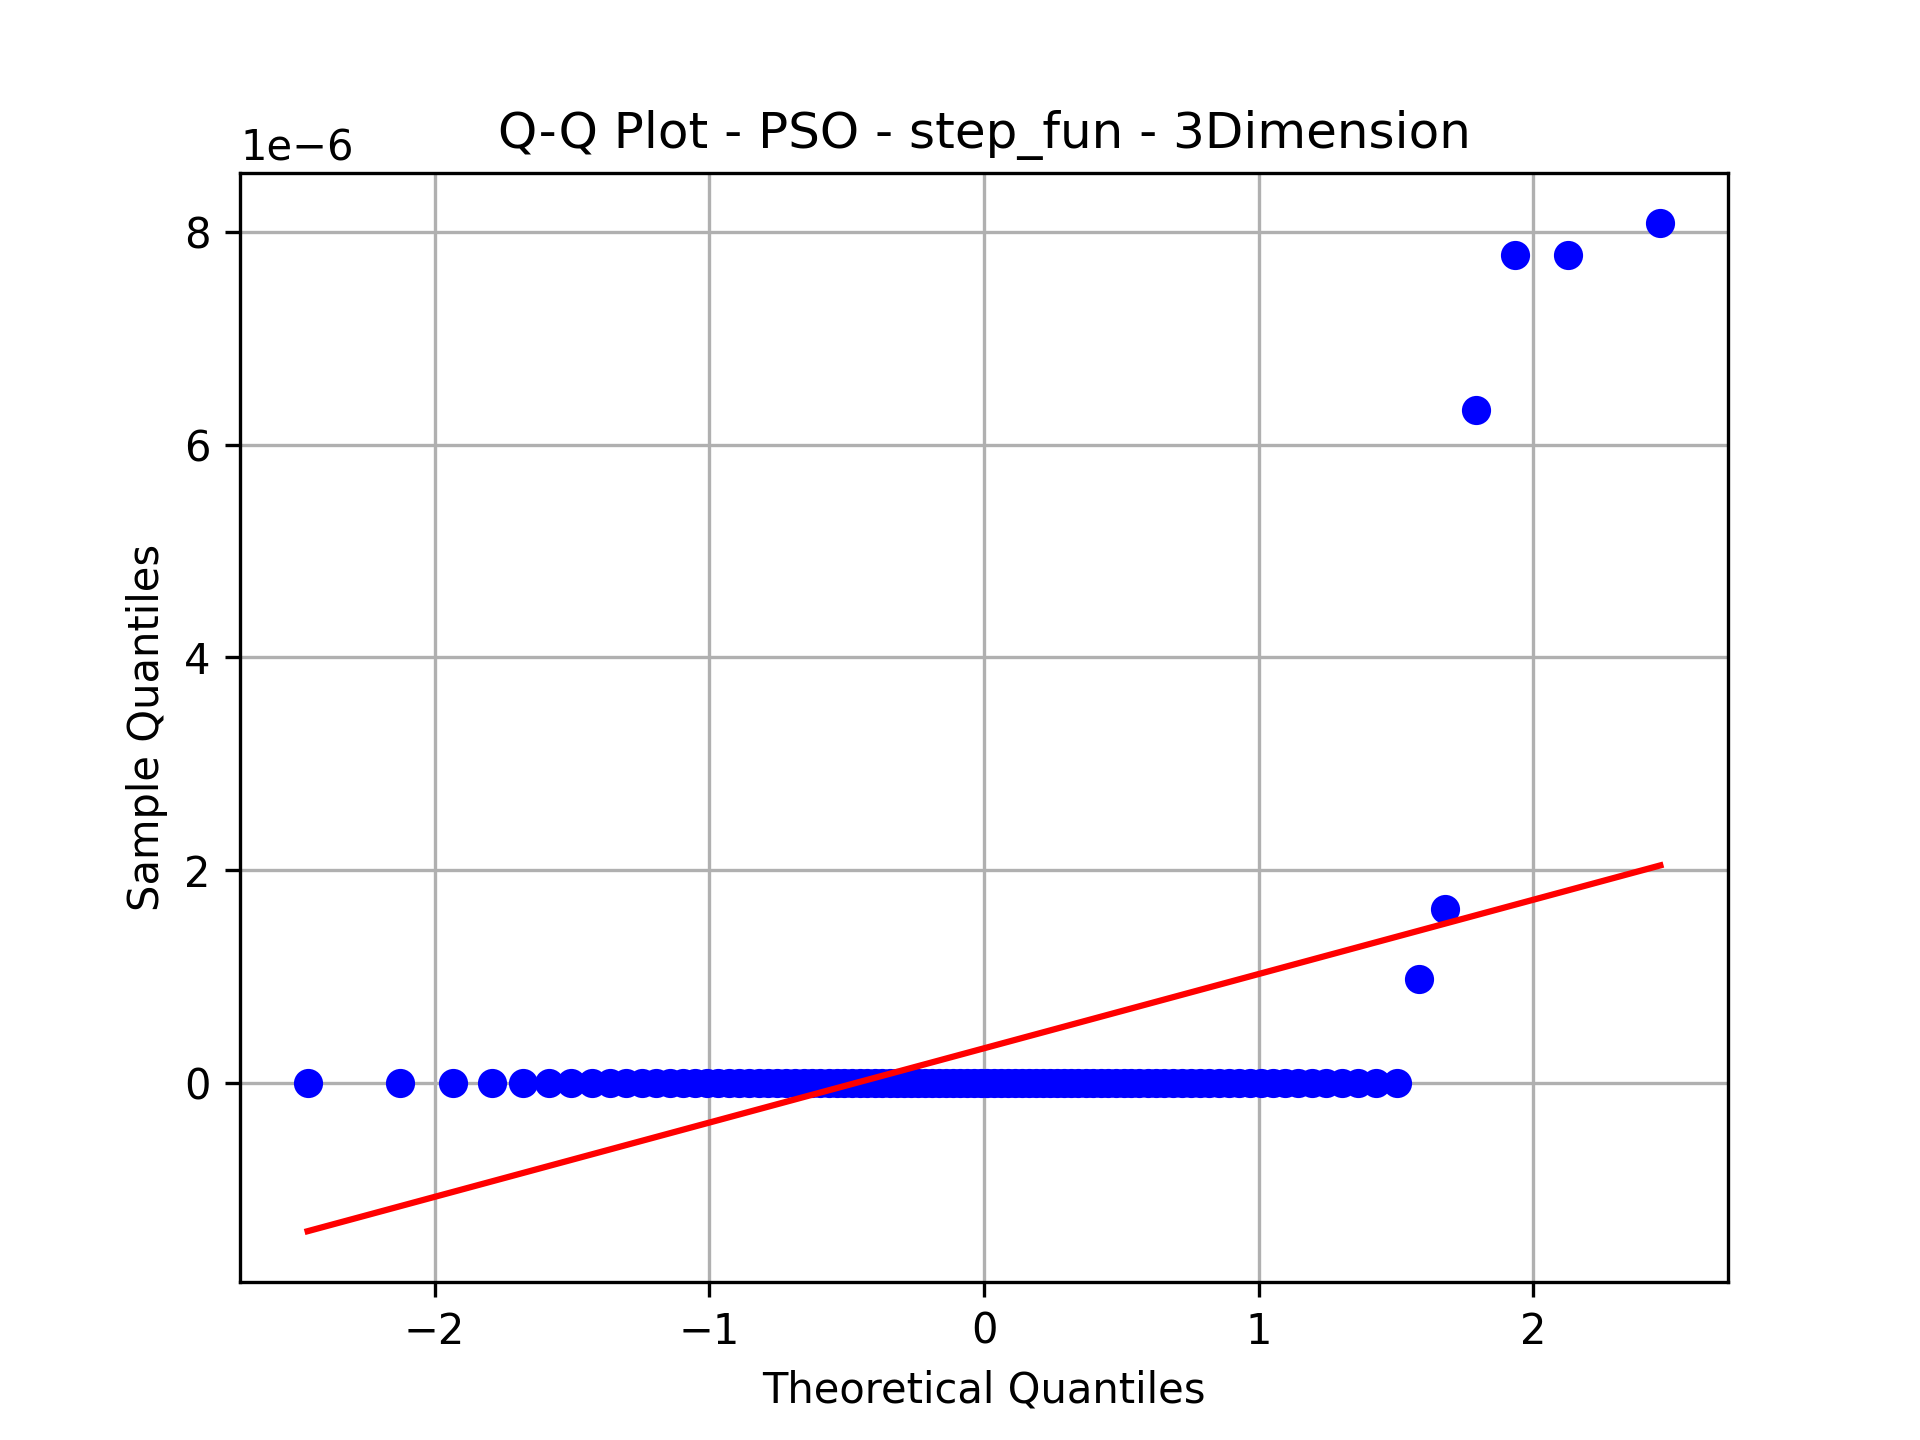 Q-Q Plot - PSO - step_fun - 3Dimension
1e−6
8
6
4
2
0
Sample Quantiles
−2
−1
0
1
2
Theoretical Quantiles